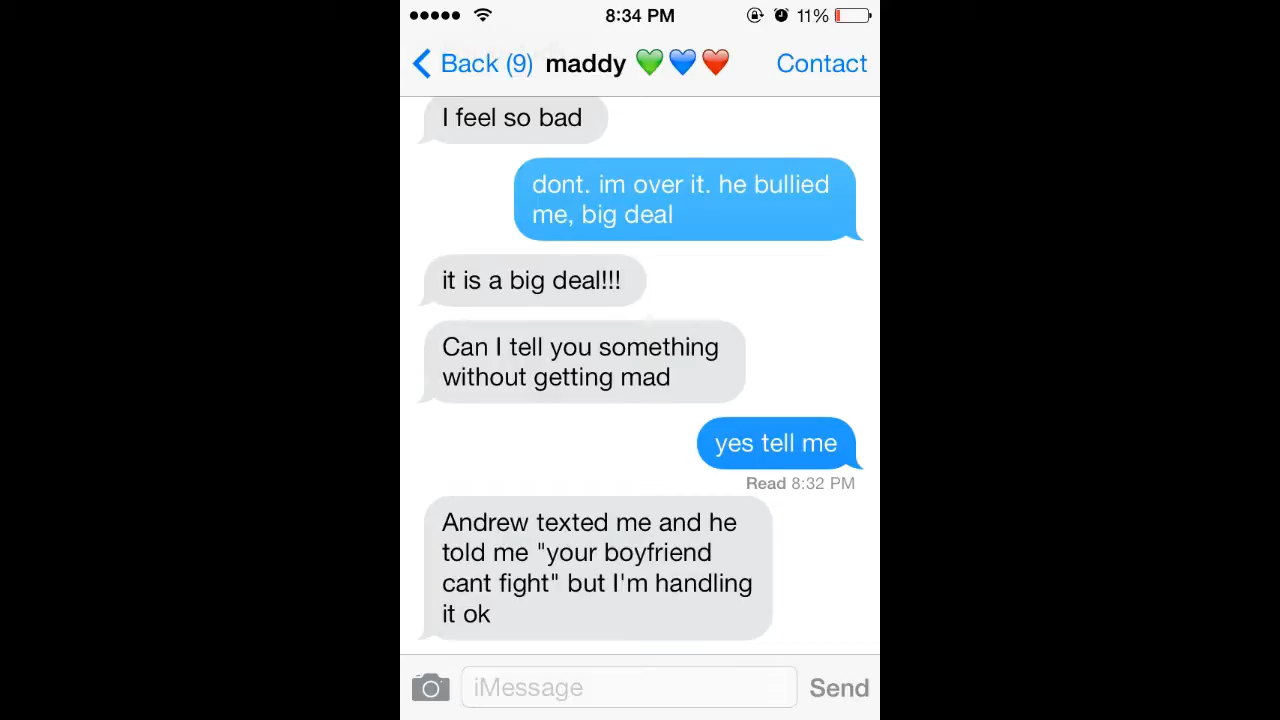 8:34 PM 11%
Back (9) maddy 💚💙❤️ Contact
I feel so bad
dont. im over it. he bullied
me, big deal
it is a big deal!!!
Can I tell you something
without getting mad
yes tell me
Read 8:32 PM
Andrew texted me and he
told me "your boyfriend
cant fight" but I'm handling
it ok
iMessage Send